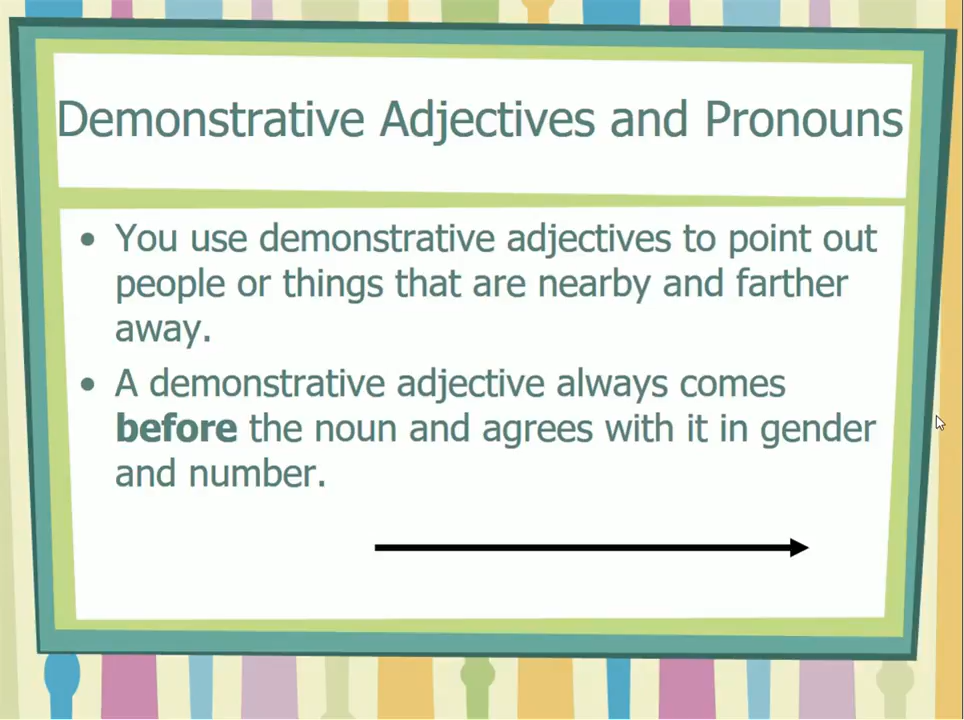 Demonstrative Adjectives and Pronouns
• You use demonstrative adjectives to point out
people or things that are nearby and farther
away.
• A demonstrative adjective always comes
before the noun and agrees with it in gender
and number.